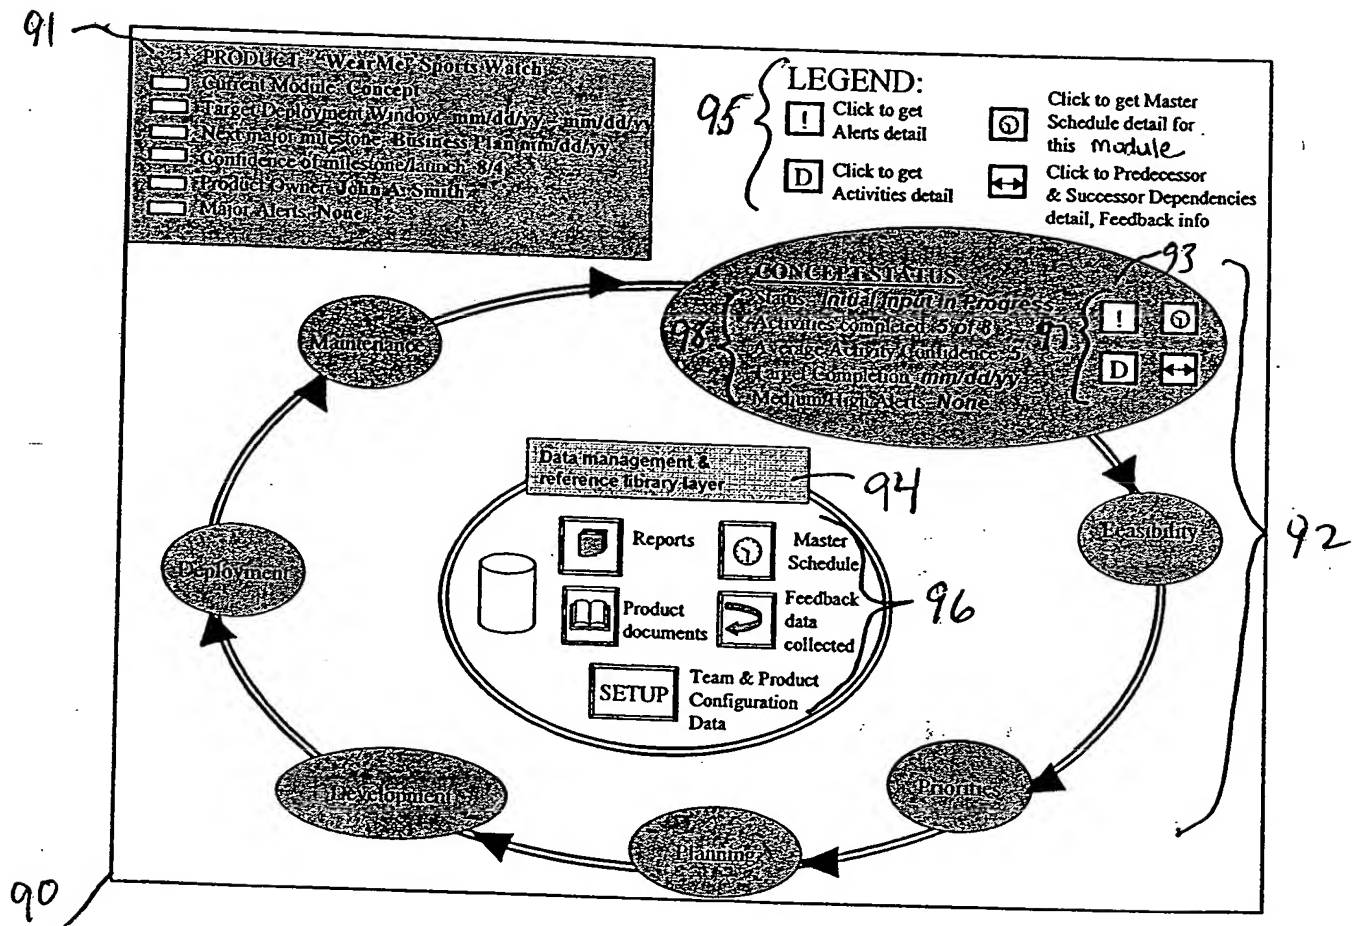 91
PRODUCT: "WearMe" Sports Watch
Current Module: Concept
Target Deployment Window: mm/dd/yy - mm/dd/yy
Next major milestone: Business Plan mm/dd/yy
Confidence of milestone/launch: 8/4
Product Owner: John A. Smith
Major Alerts: None
95
LEGEND:
! Click to get
Alerts detail
D Click to get
Activities detail
Click to get Master
Schedule detail for
this module
Click to Predecessor
& Successor Dependencies
detail, Feedback info
93
CONCEPT STATUS
Status: Initial Input In Progress
Activities completed: 5 of 8
Average Activity Confidence: 5
Target Completion: mm/dd/yy
Medium/High Alerts: None
98
97
!
D
92
Maintenance
Feasibility
Deployment
Development
Planning
Priorities
Data management &
reference library layer
94
Reports
Master
Schedule
Product
documents
Feedback
data
collected
96
SETUP
Team & Product
Configuration
Data
90